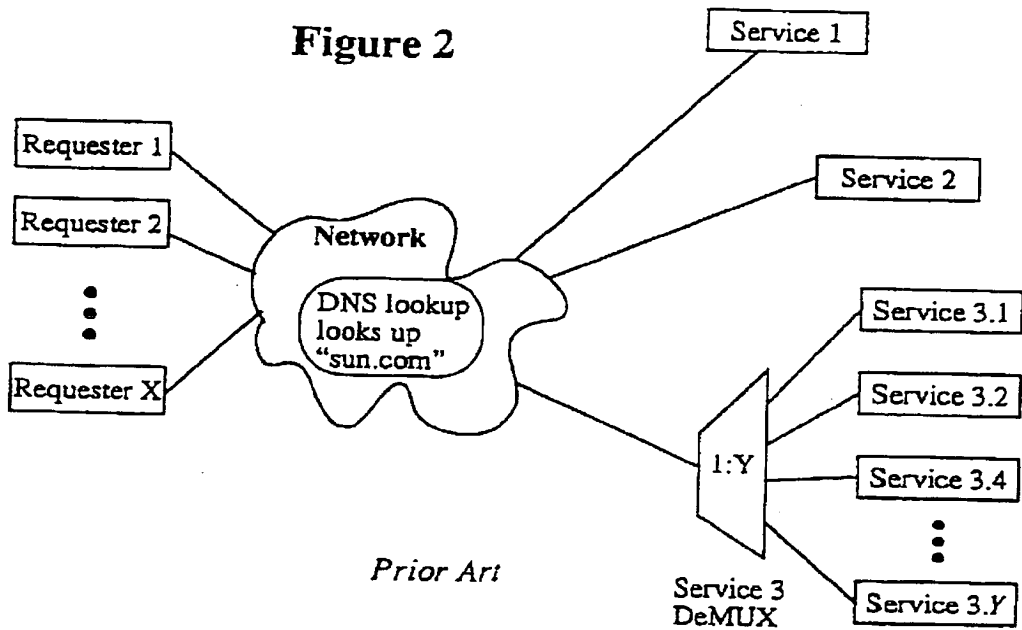 Figure 2
Service 1
Requester 1
Service 2
Requester 2
Network
DNS lookup
looks up
“sun.com”
Service 3.1
Requester X
Service 3.2
1:Y
Service 3.4
Prior Art
Service 3
DeMUX
Service 3.Y